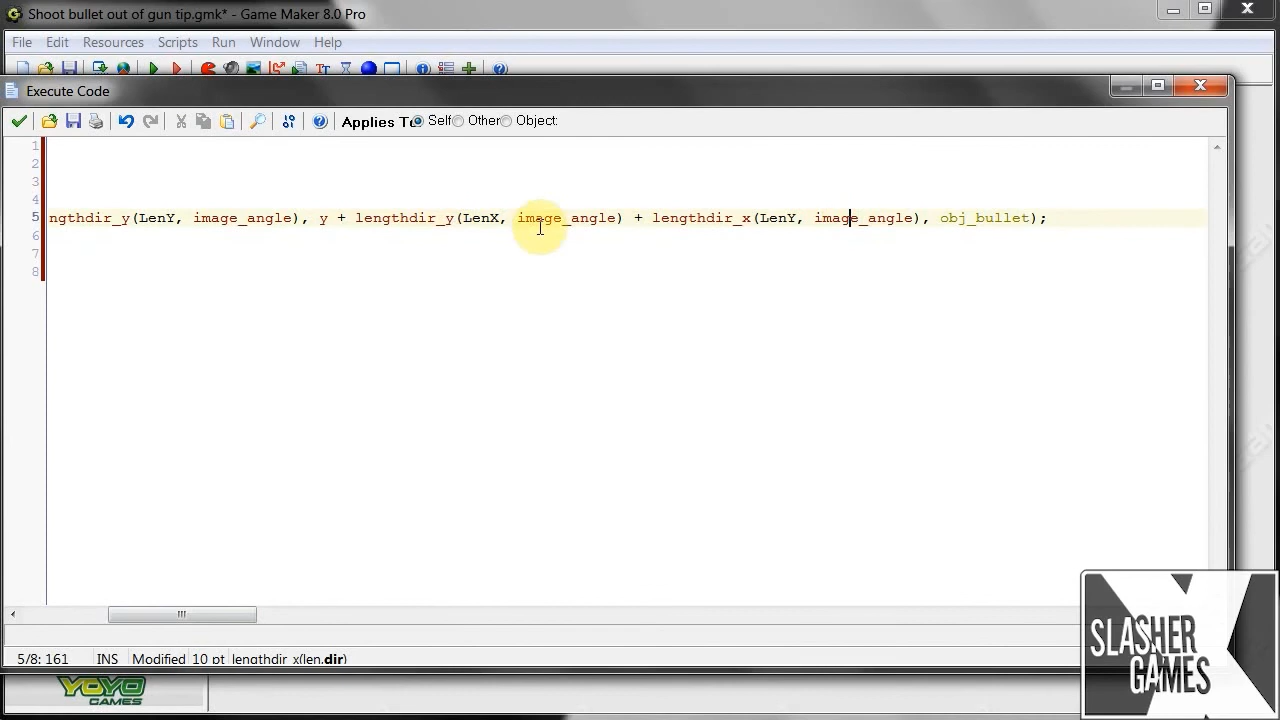 Shoot bullet out of gun tip.gmk* - Game Maker 8.0 Pro
File Edit Resources Scripts Run Window Help
Execute Code
Applies To Self Other Object:
1
2
3
4
5 ngthdir_y(LenY, image_angle), y + lengthdir_y(LenX, image_angle) + lengthdir_x(LenY, image_angle), obj_bullet);
6
7
8
5/8: 161 INS Modified 10 pt lengthdir_x(len,dir)
YOYO
GAMES
SLASHER
GAMES